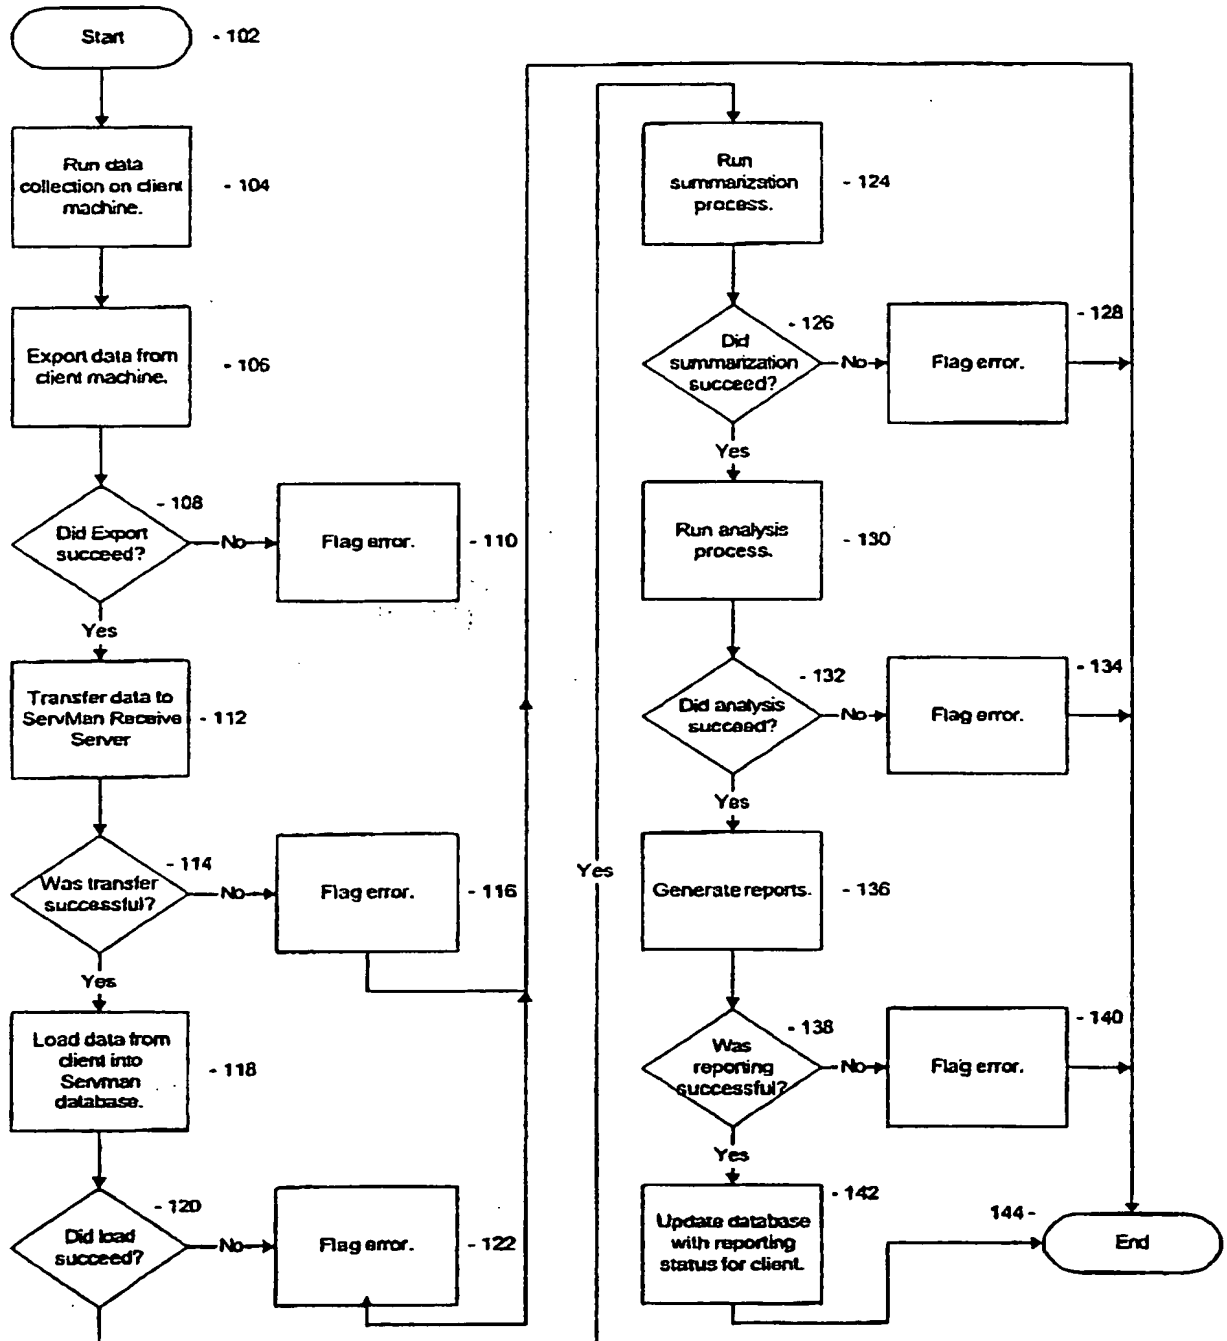 Start
- 102
Run data
collection on client
machine.
- 104
Export data from
client machine.
- 106
Did Export
succeed?
- 108
No
Flag error.
- 110
Yes
Transfer data to
ServMan Receive
Server
- 112
Was transfer
successful?
- 114
No
Flag error.
- 116
Yes
Load data from
client into
Servman
database.
- 118
Did load
succeed?
- 120
No
Flag error.
- 122
Yes
Run
summarization
process.
- 124
Did
summarization
succeed?
- 126
No
Flag error.
- 128
Yes
Run analysis
process.
- 130
Did analysis
succeed?
- 132
No
Flag error.
- 134
Yes
Generate reports.
- 136
Was
reporting
successful?
- 138
No
Flag error.
- 140
Yes
Update database
with reporting
status for client.
- 142
144 -
End